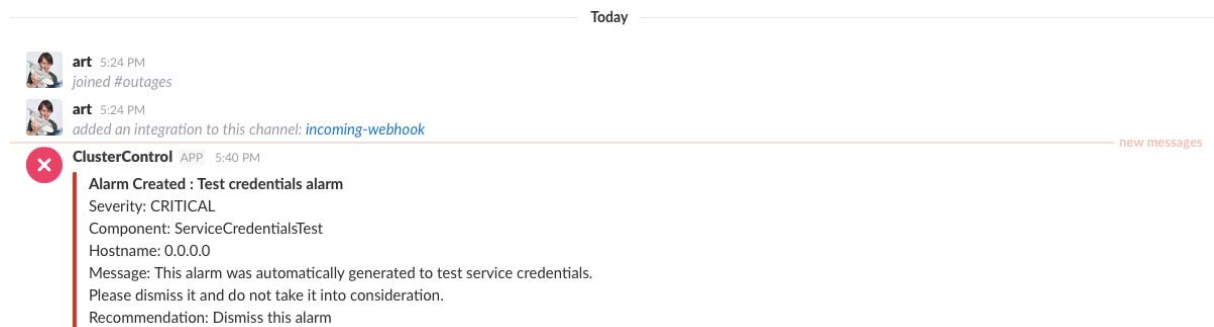 Today
art 5:24 PM
joined #outages
art 5:24 PM
added an integration to this channel: incoming-webhook
new messages
ClusterControl APP 5:40 PM
Alarm Created : Test credentials alarm
Severity: CRITICAL
Component: ServiceCredentialsTest
Hostname: 0.0.0.0
Message: This alarm was automatically generated to test service credentials.
Please dismiss it and do not take it into consideration.
Recommendation: Dismiss this alarm